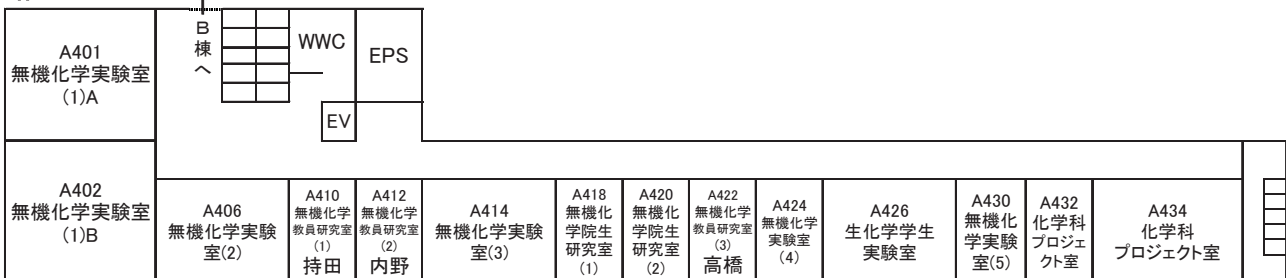 A401
無機化学実験室
(1)A
B棟へ
WWC
EPS
EV
A402
無機化学実験室
(1)B
A406
無機化学実験
室(2)
A410
無機化学
教員研究室
(1)
持田
A412
無機化学
教員研究室
(2)
内野
A414
無機化学実験
室(3)
A418
無機化
学院生
研究室
(1)
A420
無機化
学院生
研究室
(2)
A422
無機化学
教員研究室
(3)
高橋
A424
無機化学
実験室
(4)
A426
生化学学生
実験室
A430
無機化
学実験
室(5)
A432
化学科
プロジェ
クト室
A434
化学科
プロジェクト室